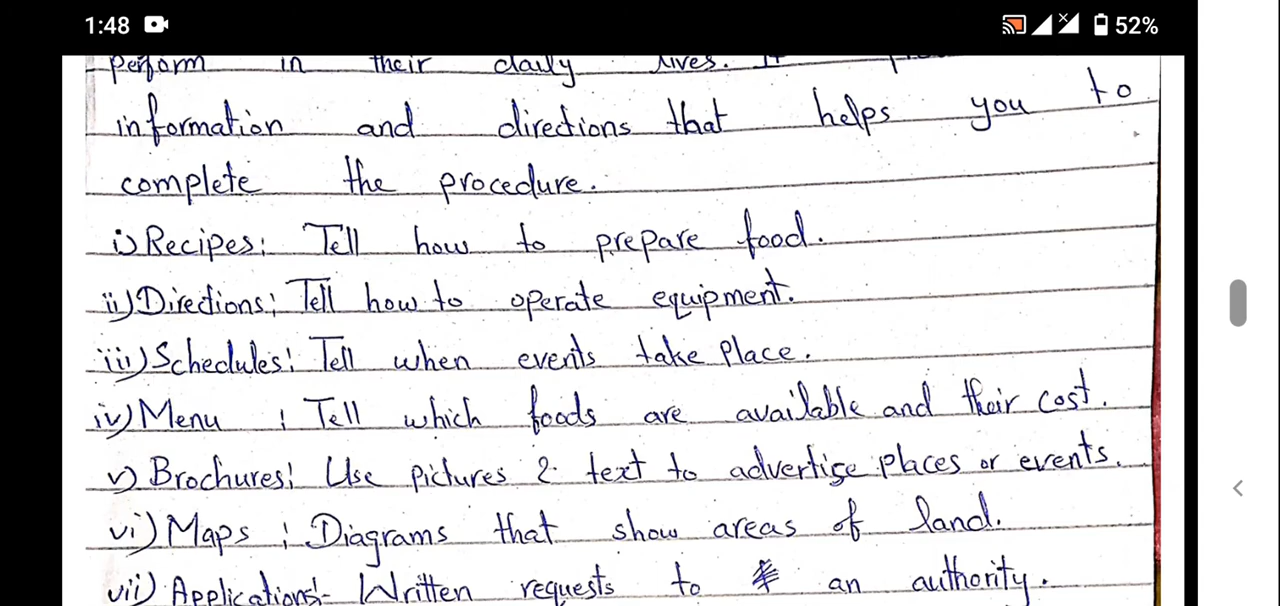 1:48 52%
perform in their daily lives. It
information and directions that helps you to
complete the procedure.
i) Recipes: Tell how to prepare food.
ii) Directions: Tell how to operate equipment.
iii) Schedules: Tell when events take place.
iv) Menu : Tell which foods are available and their cost.
v) Brochures: Use pictures & text to advertise places or events.
vi) Maps : Diagrams that show areas of land.
vii) Applications:- Written requests to an authority.